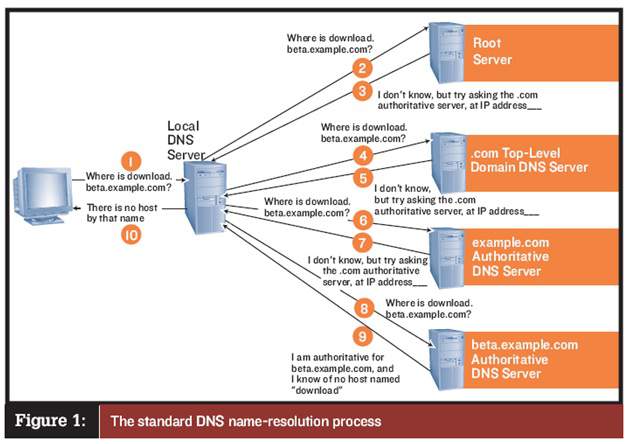 Where is download.
beta.example.com?
2
Root
Server
3
I don't know, but try asking the .com
authoritative server, at IP address___
Local
DNS
Server
1
Where is download.
beta.example.com?
Where is download.
beta.example.com?
4
.com Top-Level
Domain DNS Server
5
I don't know,
but try asking the .com
authoritative server, at IP address___
There is no host
by that name
10
Where is download.
beta.example.com?
6
example.com
Authoritative
DNS Server
7
I don't know, but try asking
the .com authoritative
server, at IP address___
8
Where is download.
beta.example.com?
9
beta.example.com
Authoritative
DNS Server
I am authoritative for
beta.example.com, and
I know of no host named
"download"
Figure 1:
The standard DNS name-resolution process